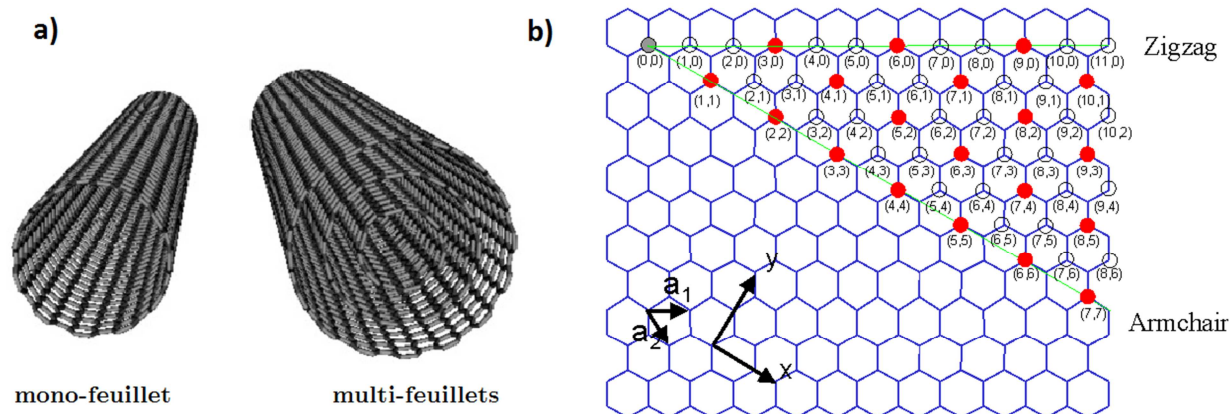 a)
mono-feuillet
multi-feuillets
b)
Zigzag
(0,0) (1,0) (2,0) (3,0) (4,0) (5,0) (6,0) (7,0) (8,0) (9,0) (10,0) (11,0)
(1,1) (2,1) (3,1) (4,1) (5,1) (6,1) (7,1) (8,1) (9,1) (10,1
(2,2) (3,2) (4,2) (5,2) (6,2) (7,2) (8,2) (9,2) (10,2)
(3,3) (4,3) (5,3) (6,3) (7,3) (8,3) (9,3)
(4,4) (5,4) (6,4) (7,4) (8,4) (9,4)
(5,5) (6,5) (7,5) (8,5)
(6,6) (7,6) (8,6)
(7,7)
Armchair
y
a1
a2
x